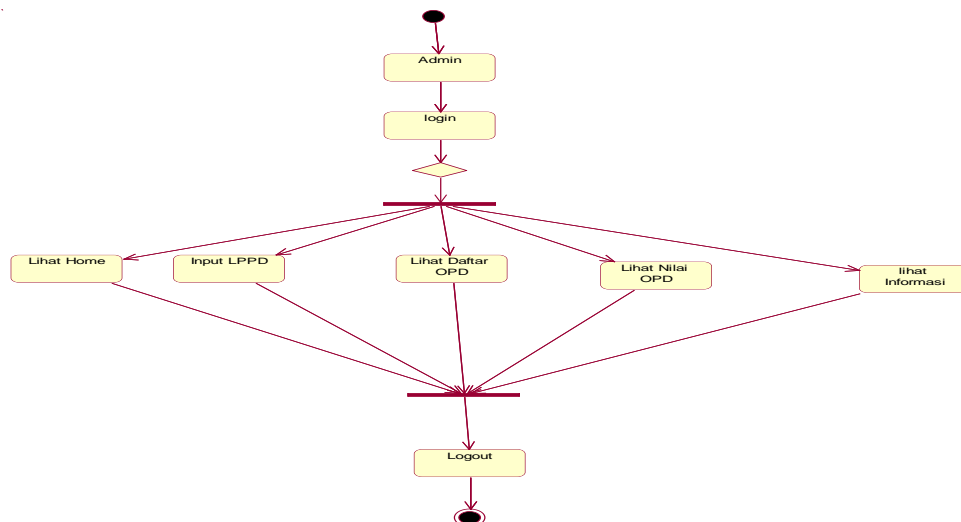 Admin
login
Lihat Home
Input LPPD
Lihat Daftar
OPD
Lihat Nilai
OPD
lihat
Informasi
Logout